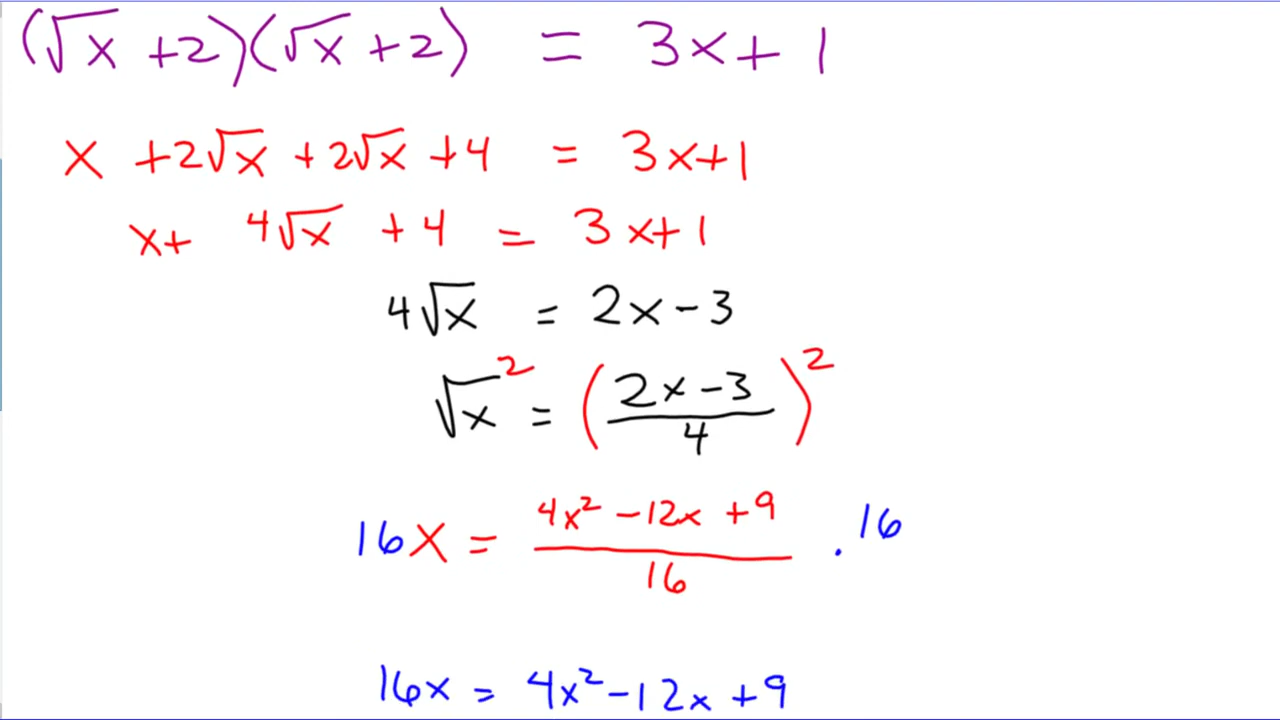 (√x +2)(√x +2) = 3x + 1
x +2√x +2√x +4 = 3x+1
x+ 4√x +4 = 3x+1
4√x = 2x-3
√x² = (2x-3/4)²
16x = 4x²-12x+9/16 . 16
16x = 4x²-12x+9